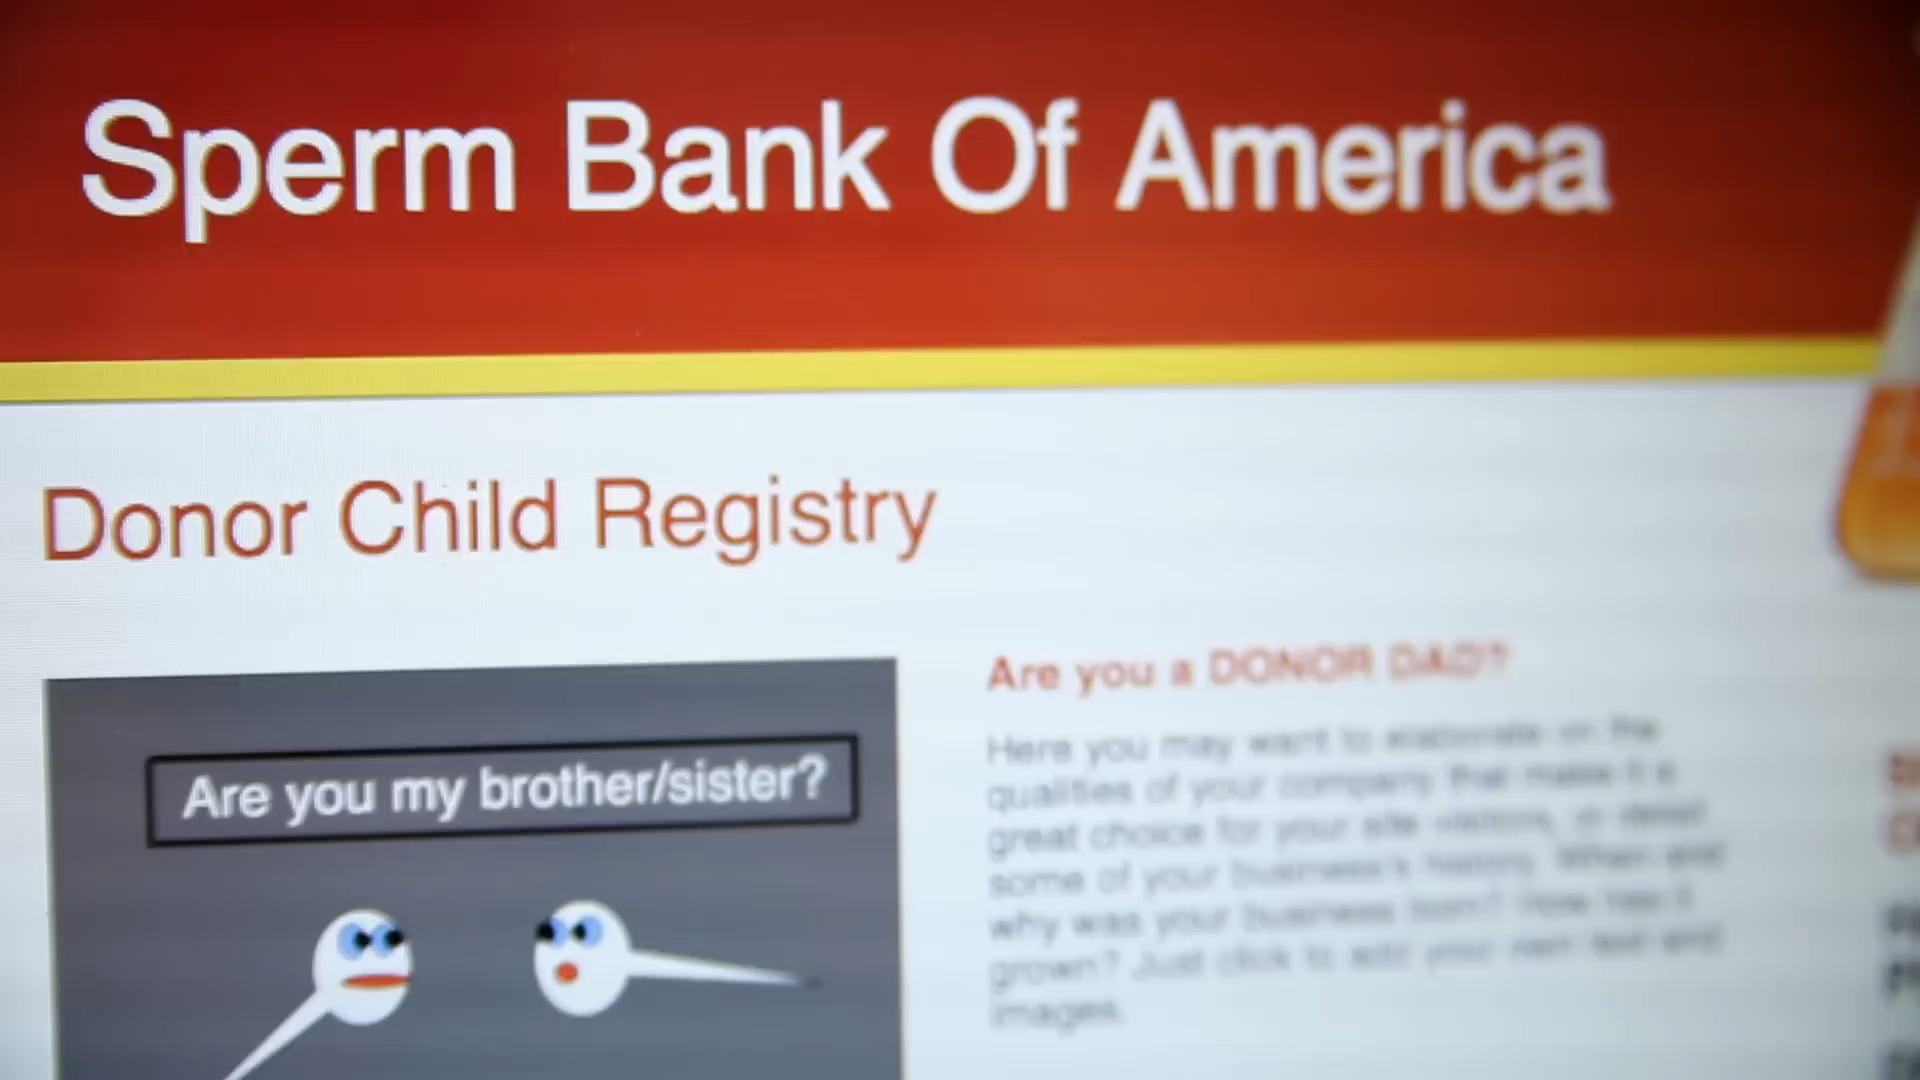 Sperm Bank Of America
Donor Child Registry
Are you my brother/sister?
Are you a DONOR DAD?
Here you may want to elaborate on the
qualities of your company that make it a
great choice for your site visitors, or detail
some of your business's history. When and
why was your business born? How has it
grown? Just click to add your own text and
images.